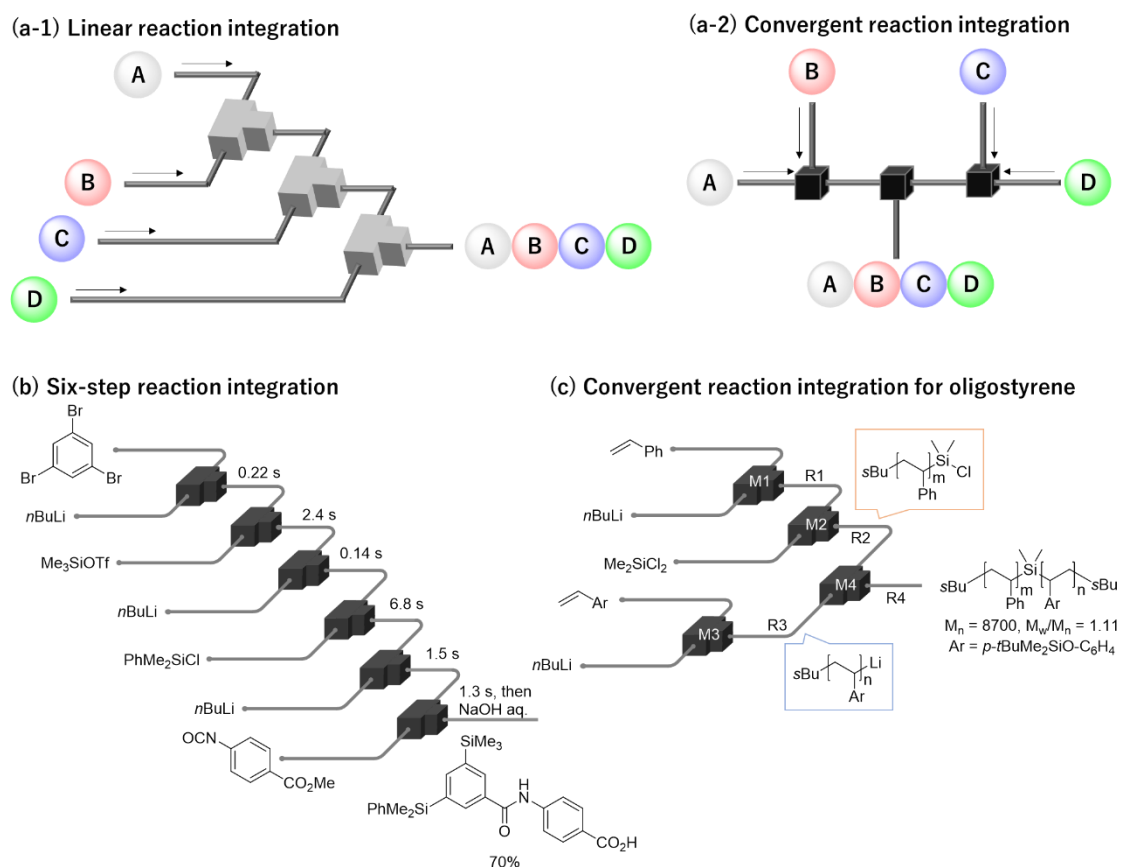 (a-1) Linear reaction integration
A
B
C
D
A B C D
(a-2) Convergent reaction integration
B
C
A
D
A B C D
(b) Six-step reaction integration
Br
Br
Br
0.22 s
nBuLi
2.4 s
Me₃SiOTf
0.14 s
nBuLi
6.8 s
PhMe₂SiCl
1.5 s
nBuLi
1.3 s, then
NaOH aq.
OCN
CO₂Me
SiMe₃
PhMe₂Si
H
N
O
CO₂H
70%
(c) Convergent reaction integration for oligostyrene
Ph
M1
R1
nBuLi
M2
R2
Me₂SiCl₂
M4
R4
Ar
M3
R3
nBuLi
sBu
m
Si
Cl
Ph
sBu
n
Li
Ar
sBu
m
Si
n
sBu
Ph
Ar
Mₙ = 8700, M_w/Mₙ = 1.11
Ar = p-tBuMe₂SiO-C₆H₄